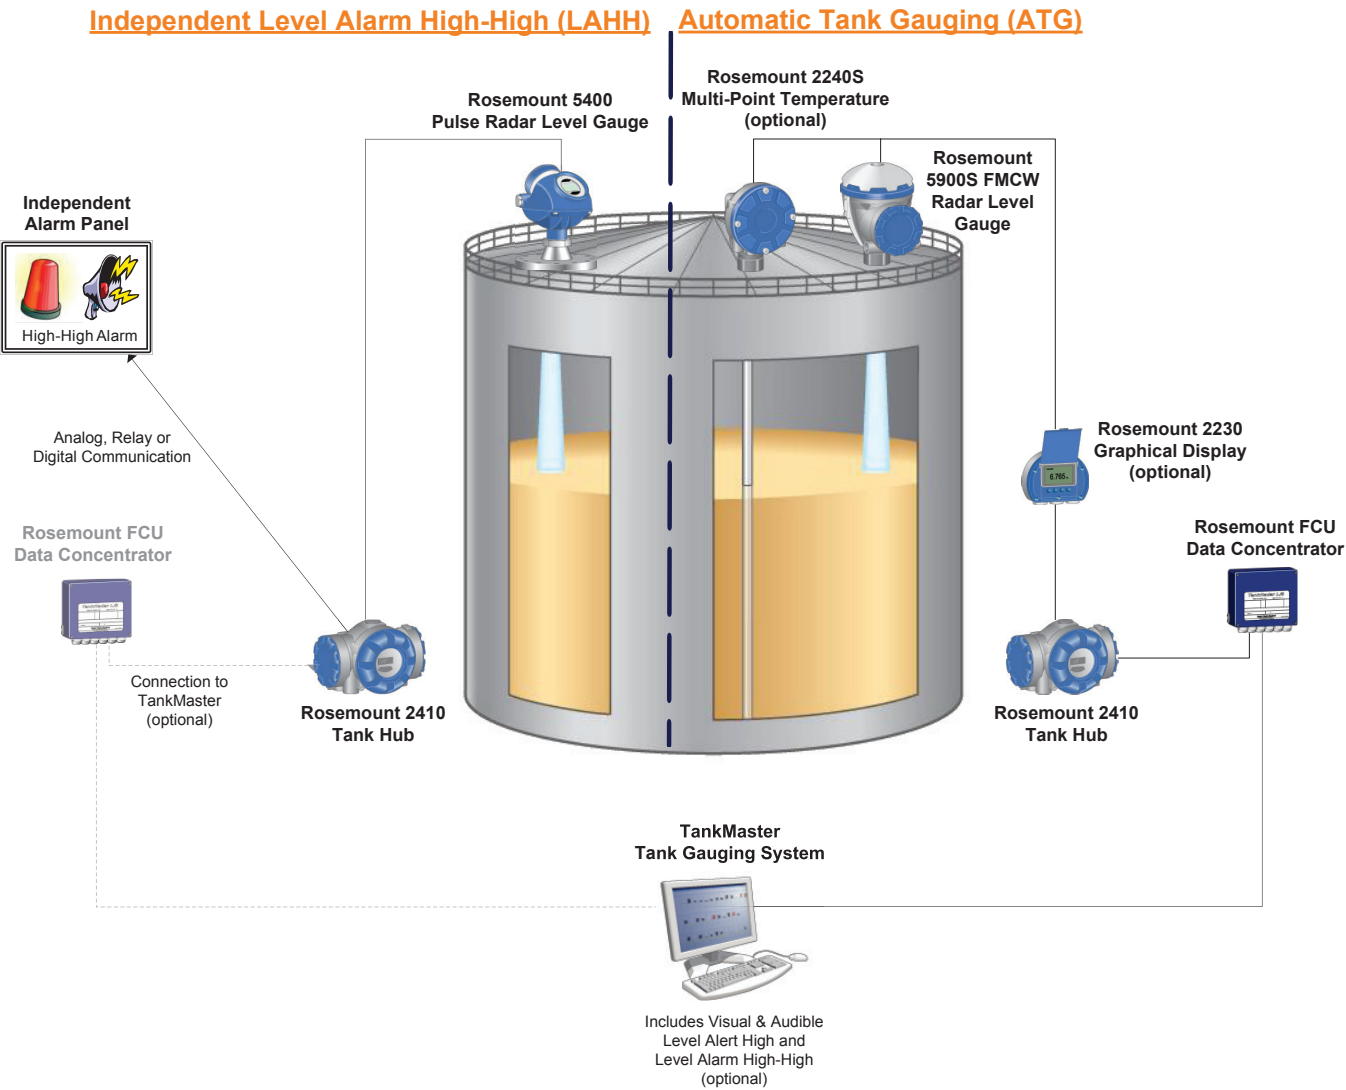 Independent Level Alarm High-High (LAHH)
Automatic Tank Gauging (ATG)
Rosemount 5400
Pulse Radar Level Gauge
Rosemount 2240S
Multi-Point Temperature
(optional)
Rosemount
5900S FMCW
Radar Level
Gauge
Independent
Alarm Panel
High-High Alarm
Analog, Relay or
Digital Communication
Rosemount 2230
Graphical Display
(optional)
6.765
Rosemount FCU
Data Concentrator
Rosemount FCU
Data Concentrator
Connection to
TankMaster
(optional)
Rosemount 2410
Tank Hub
Rosemount 2410
Tank Hub
TankMaster
Tank Gauging System
Includes Visual & Audible
Level Alert High and
Level Alarm High-High
(optional)